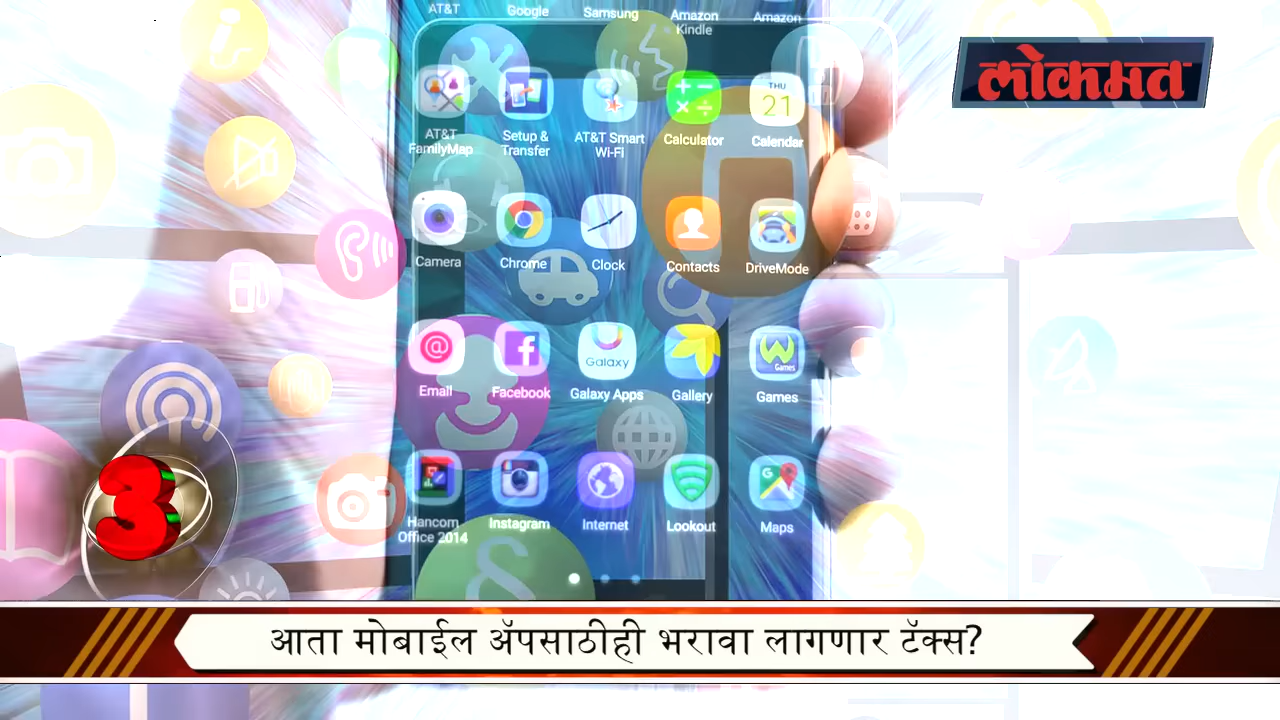 AT&T
Google
Samsung
Amazon Kindle
Amazon
लोकमत
AT&T FamilyMap
Setup & Transfer
AT&T Smart Wi-Fi
Calculator
THU
21
Calendar
Camera
Chrome
Clock
Contacts
DriveMode
Galaxy
Games
Email
Facebook
Galaxy Apps
Gallery
Games
Hancom Office 2014
Instagram
Internet
Lookout
Maps
3
आता मोबाईल ॲपसाठीही भरावा लागणार टॅक्स?